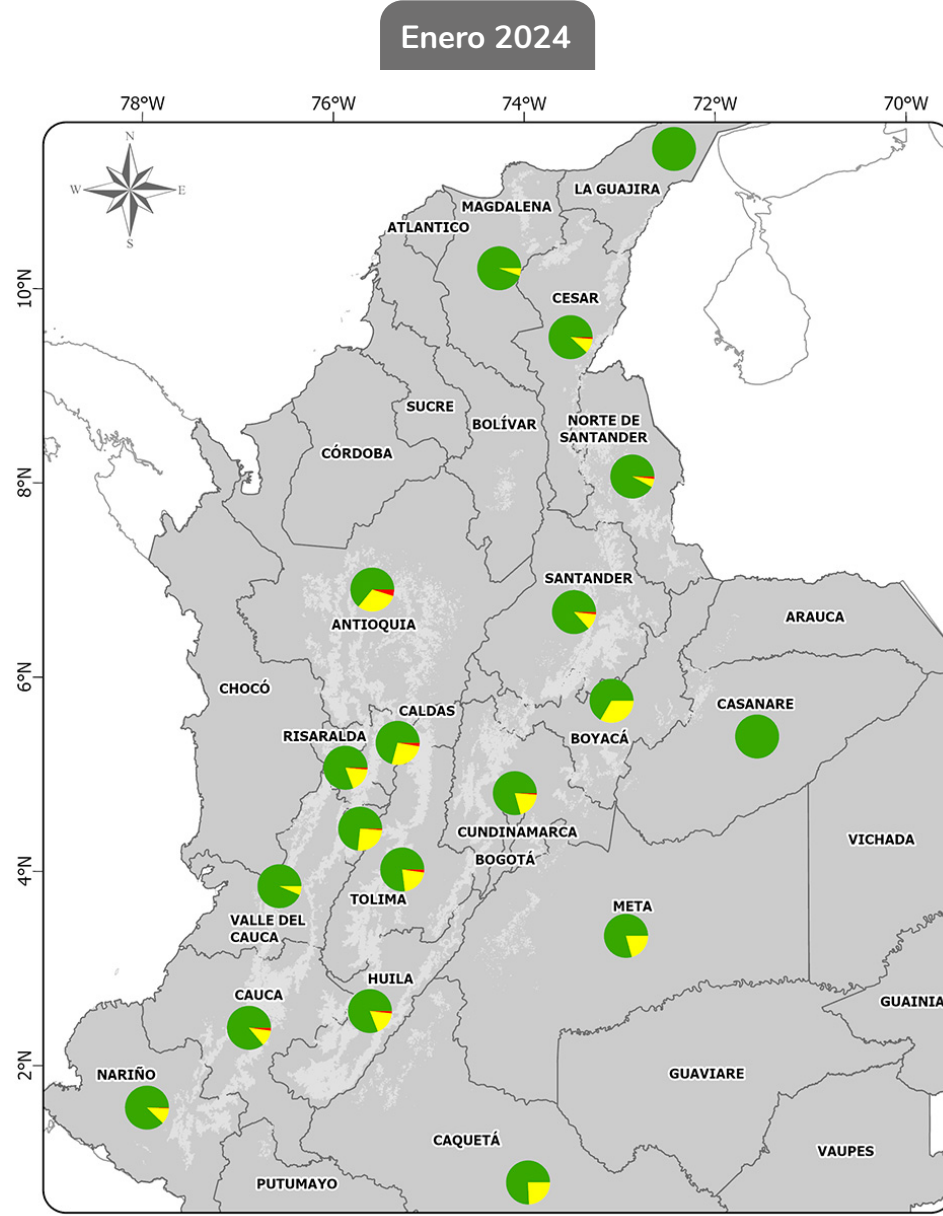 Enero 2024
78°W
76°W
74°W
72°W
70°W
N
W
E
S
LA GUAJIRA
MAGDALENA
ATLANTICO
10°N
CESAR
SUCRE
BOLÍVAR
NORTE DE
SANTANDER
CÓRDOBA
8°N
SANTANDER
ANTIOQUIA
ARAUCA
6°N
CHOCÓ
CALDAS
CASANARE
RISARALDA
BOYACÁ
CUNDINAMARCA
VICHADA
BOGOTÁ
4°N
TOLIMA
META
VALLE DEL
CAUCA
HUILA
CAUCA
GUAINIA
2°N
NARIÑO
GUAVIARE
CAQUETÁ
VAUPES
PUTUMAYO